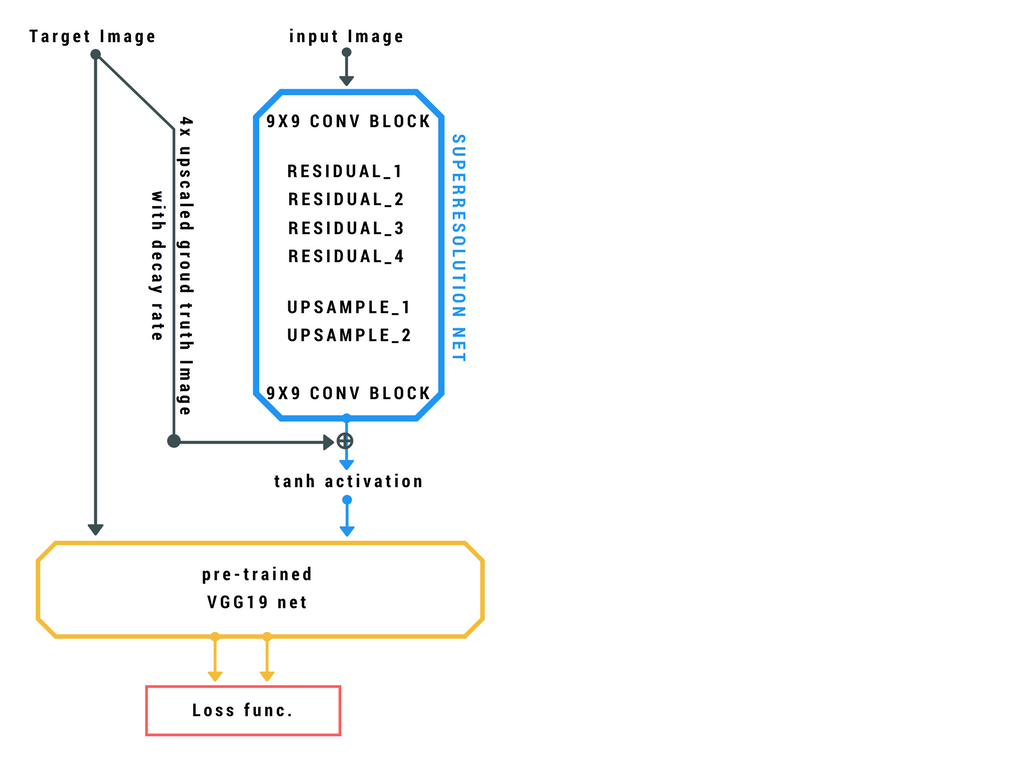 Target Image
input Image
9X9 CONV BLOCK
RESIDUAL_1
RESIDUAL_2
RESIDUAL_3
RESIDUAL_4
UPSAMPLE_1
UPSAMPLE_2
9X9 CONV BLOCK
SUPERRESOLUTION NET
4x upscaled groud truth Image
with decay rate
tanh activation
pre-trained
VGG19 net
Loss func.